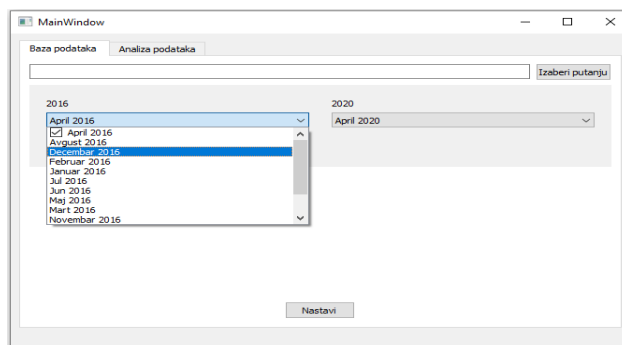 MainWindow
Baza podataka Analiza podataka
Izaberi putanju
2016 2020
April 2016 April 2020
April 2016
Avgust 2016
Decembar 2016
Februar 2016
Januar 2016
Jul 2016
Jun 2016
Maj 2016
Mart 2016
Novembar 2016
Nastavi